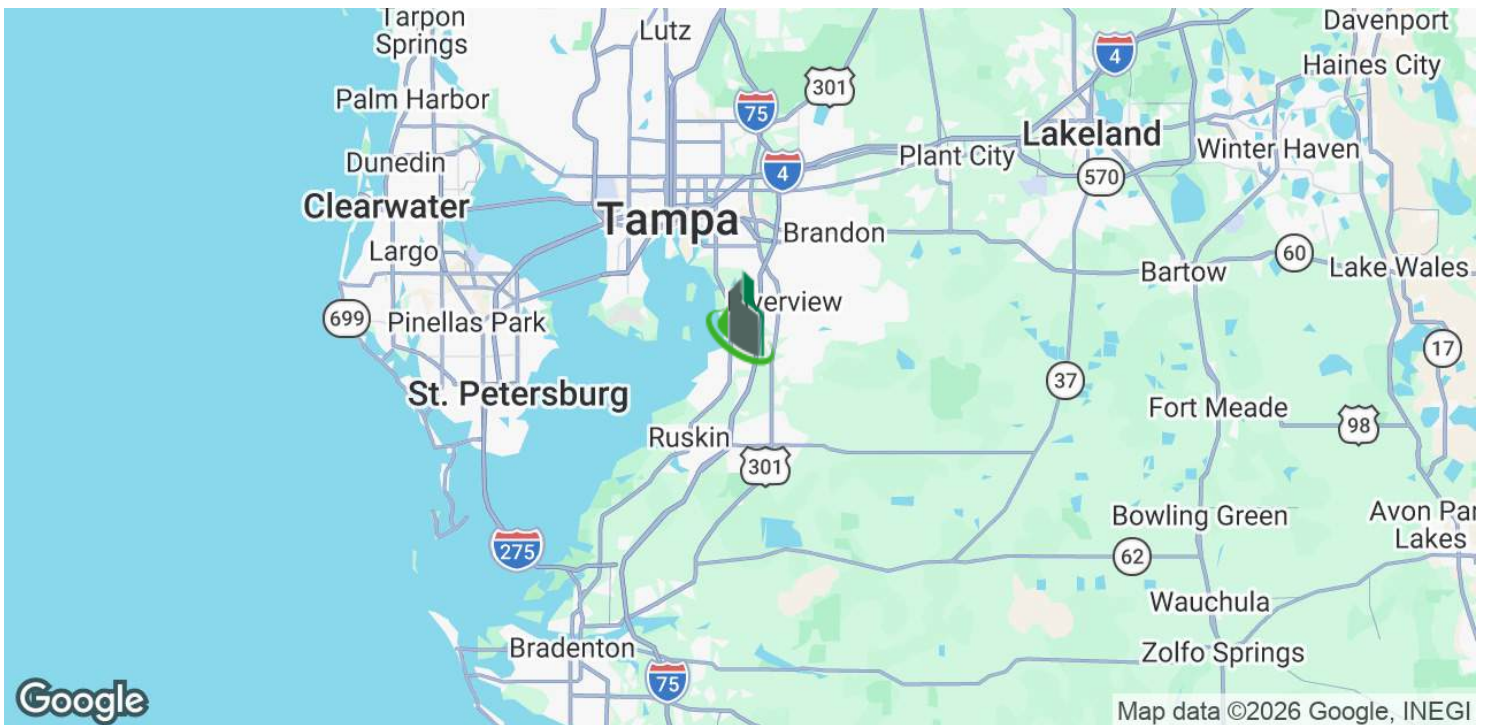 Tarpon
Springs
Lutz
Davenport
4
Haines City
301
Palm Harbor
75
Lakeland
Dunedin
4
Plant City
Winter Haven
570
Clearwater
Tampa
Brandon
Largo
60
Bartow
Lake Wales
verview
699
Pinellas Park
17
37
St. Petersburg
Fort Meade
98
Ruskin
301
Bowling Green
Avon Par
Lakes
275
62
Wauchula
Bradenton
Zolfo Springs
75
Google
Map data ©2026 Google, INEGI